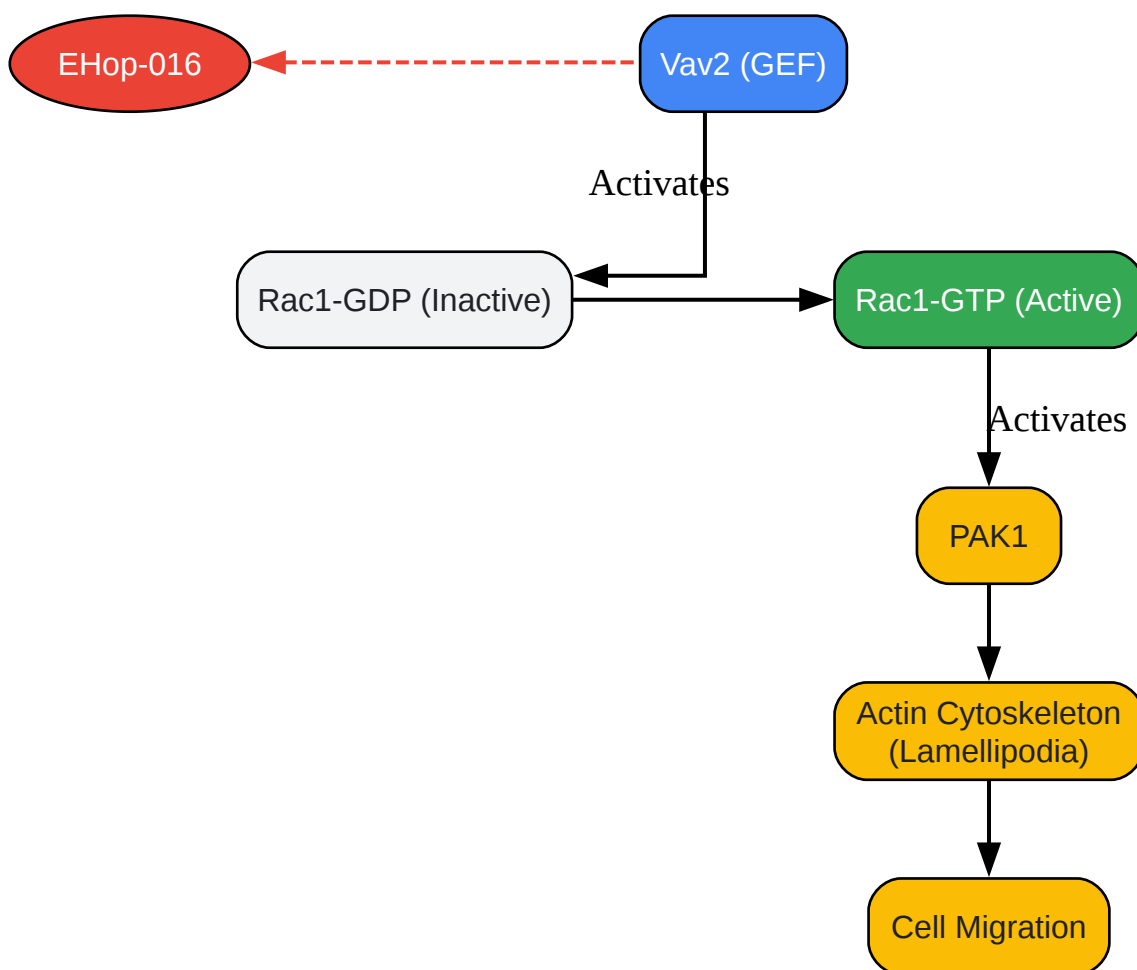 EHop-016
Vav2 (GEF)
Activates
Rac1-GDP (Inactive)
Rac1-GTP (Active)
Activates
PAK1
Actin Cytoskeleton
(Lamellipodia)
Cell Migration